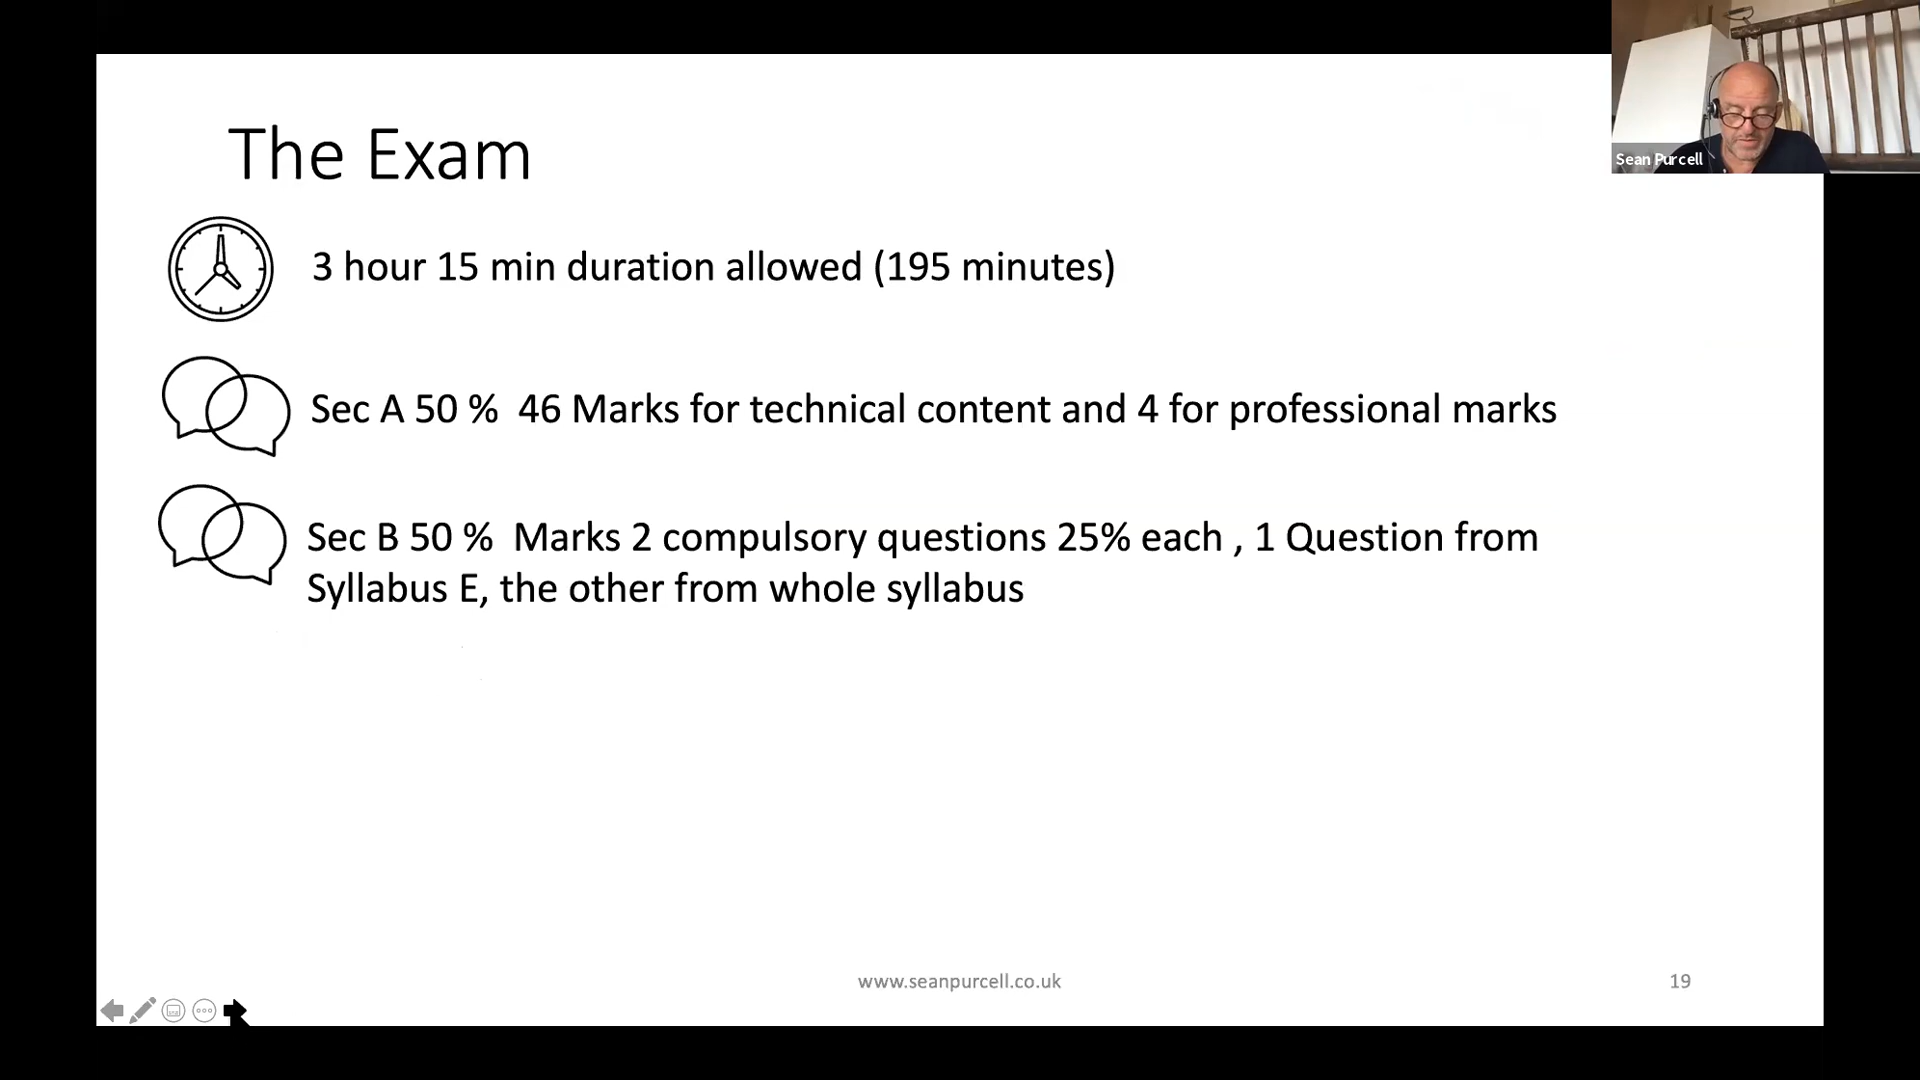 The Exam
Sean Purcell
3 hour 15 min duration allowed (195 minutes)
Sec A 50 %  46 Marks for technical content and 4 for professional marks
Sec B 50 %  Marks 2 compulsory questions 25% each , 1 Question from
Syllabus E, the other from whole syllabus
www.seanpurcell.co.uk
19